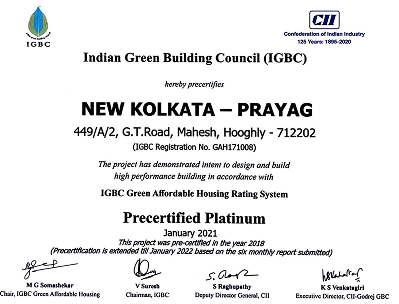 IGBC
CII
Confederation of Indian Industry
125 Years: 1895-2020
Indian Green Building Council (IGBC)
hereby precertifies
NEW KOLKATA – PRAYAG
449/A/2, G.T.Road, Mahesh, Hooghly - 712202
(IGBC Registration No. GAH171008)
The project has demonstrated intent to design and build
high performance building in accordance with
IGBC Green Affordable Housing Rating System
Precertified Platinum
January 2021
This project was pre-certified in the year 2018
(Precertification is extended till January 2022 based on the six monthly report submitted)
M G Somashekar V Suresh S Raghupathy K S Venkatagiri
Chair, IGBC Green Affordable Housing Chairman, IGBC Deputy Director General, CII Executive Director, CII-Godrej GBC